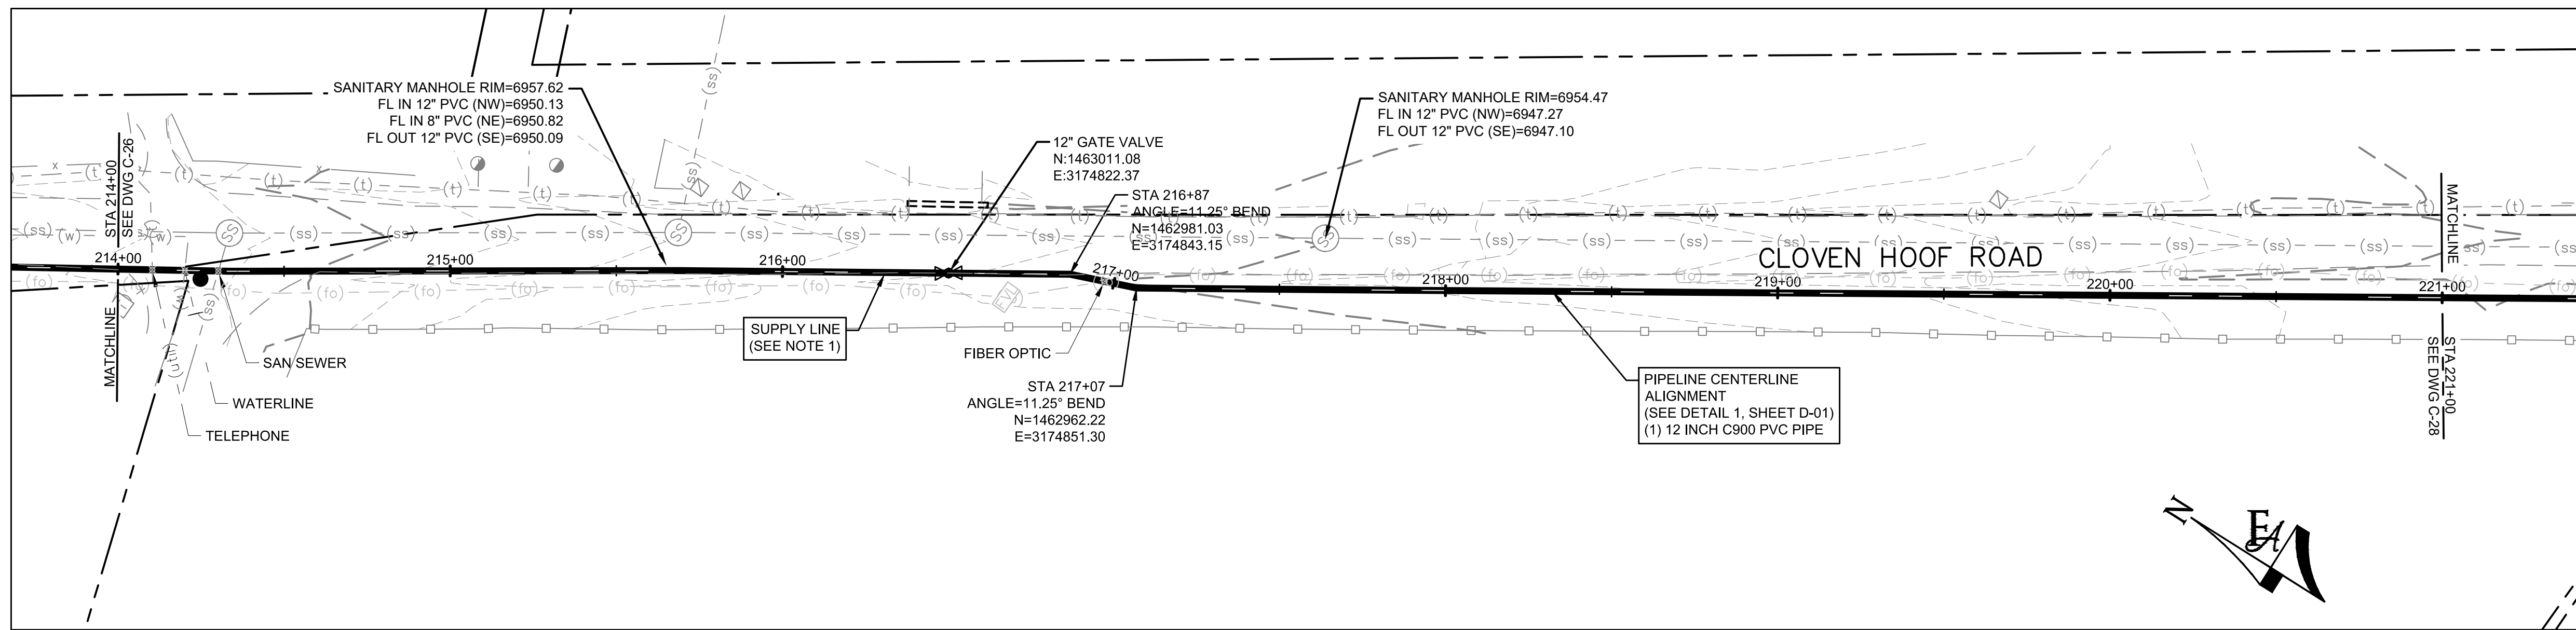 SANITARY MANHOLE RIM=6957.62
FL IN 12" PVC (NW)=6950.13
FL IN 8" PVC (NE)=6950.82
FL OUT 12" PVC (SE)=6950.09
SANITARY MANHOLE RIM=6954.47
FL IN 12" PVC (NW)=6947.27
FL OUT 12" PVC (SE)=6947.10
12" GATE VALVE
N:1463011.08
E:3174822.37
STA 216+87
ANGLE=11.25° BEND
N=1462981.03
E=3174843.15
STA 214+00
SEE DWG C-26
MATCHLINE
214+00
215+00
216+00
217+00
218+00
219+00
220+00
221+00
CLOVEN HOOF ROAD
MATCHLINE
STA 221+00
SEE DWG C-28
SUPPLY LINE
(SEE NOTE 1)
FIBER OPTIC
STA 217+07
ANGLE=11.25° BEND
N=1462962.22
E=3174851.30
PIPELINE CENTERLINE
ALIGNMENT
(SEE DETAIL 1, SHEET D-01)
(1) 12 INCH C900 PVC PIPE
SAN SEWER
WATERLINE
TELEPHONE
(ss)
(w)
(t)
(fo)
(util)
SS
SS
SS
x
N